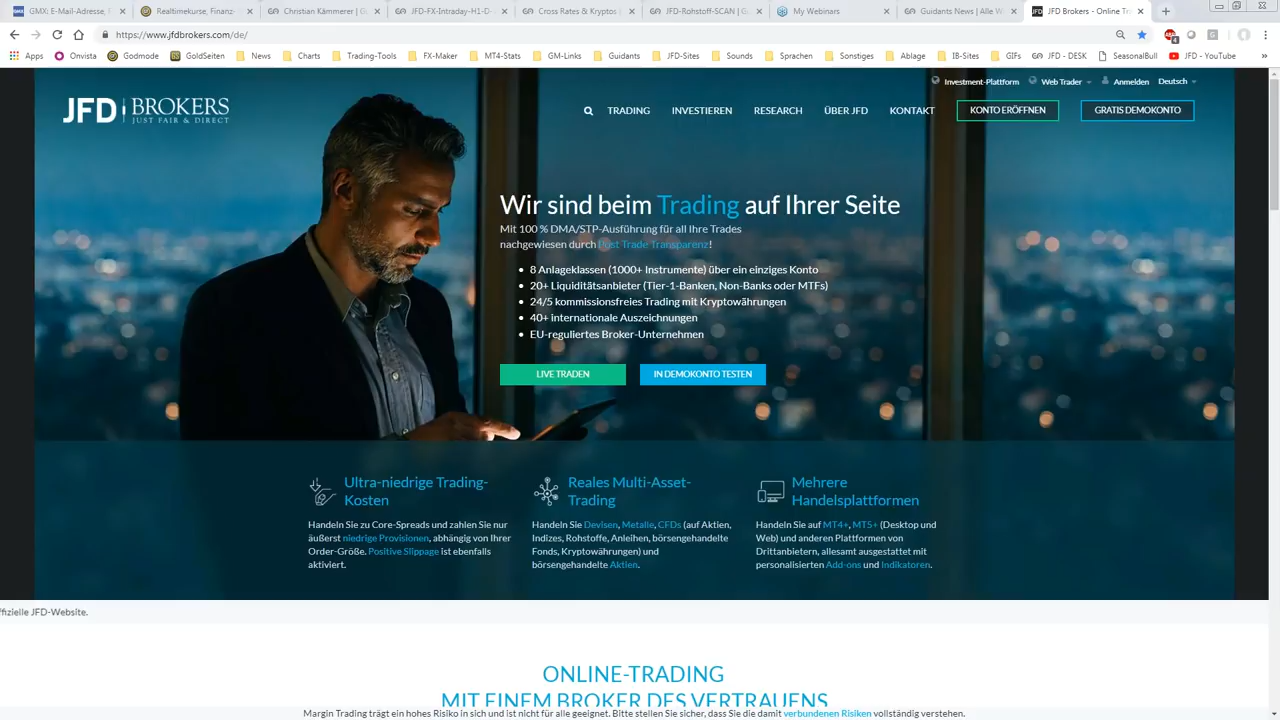 GMX: E-Mail-Adresse, F
Realtimekurse, Finanz-
Christian Kämmerer | G
JFD-FX-Intraday-H1-D-
Cross Rates & Kryptos |
JFD-Rohstoff-SCAN | G
My Webinars
Guidants News | Alle W
JFD Brokers - Online Tr
https://www.jfdbrokers.com/de/
Apps Onvista Godmode GoldSeiten News Charts Trading-Tools FX-Maker MT4-Stats GM-Links Guidants JFD-Sites Sounds Sprachen Sonstiges Ablage IB-Sites GIFs JFD - DESK SeasonalBull JFD - YouTube »
Investment-Plattform Web Trader Anmelden Deutsch
JFD BROKERS
JUST FAIR & DIRECT
TRADING INVESTIEREN RESEARCH ÜBER JFD KONTAKT KONTO ERÖFFNEN GRATIS DEMOKONTO
Wir sind beim Trading auf Ihrer Seite
Mit 100 % DMA/STP-Ausführung für all Ihre Trades
nachgewiesen durch Post Trade Transparenz!
• 8 Anlageklassen (1000+ Instrumente) über ein einziges Konto
• 20+ Liquiditätsanbieter (Tier-1-Banken, Non-Banks oder MTFs)
• 24/5 kommissionsfreies Trading mit Kryptowährungen
• 40+ internationale Auszeichnungen
• EU-reguliertes Broker-Unternehmen
LIVE TRADEN IN DEMOKONTO TESTEN
Ultra-niedrige Trading-
Kosten
Handeln Sie zu Core-Spreads und zahlen Sie nur
äußerst niedrige Provisionen, abhängig von Ihrer
Order-Größe. Positive Slippage ist ebenfalls
aktiviert.
Reales Multi-Asset-
Trading
Handeln Sie Devisen, Metalle, CFDs (auf Aktien,
Indizes, Rohstoffe, Anleihen, börsengehandelte
Fonds, Kryptowährungen) und
börsengehandelte Aktien.
Mehrere
Handelsplattformen
Handeln Sie auf MT4+, MT5+ (Desktop und
Web) und anderen Plattformen von
Drittanbietern, allesamt ausgestattet mit
personalisierten Add-ons und Indikatoren.
ffizielle JFD-Website.
ONLINE-TRADING
MIT EINEM BROKER DES VERTRAUENS
Margin Trading trägt ein hohes Risiko in sich und ist nicht für alle geeignet. Bitte stellen Sie sicher, dass Sie die damit verbundenen Risiken vollständig verstehen.